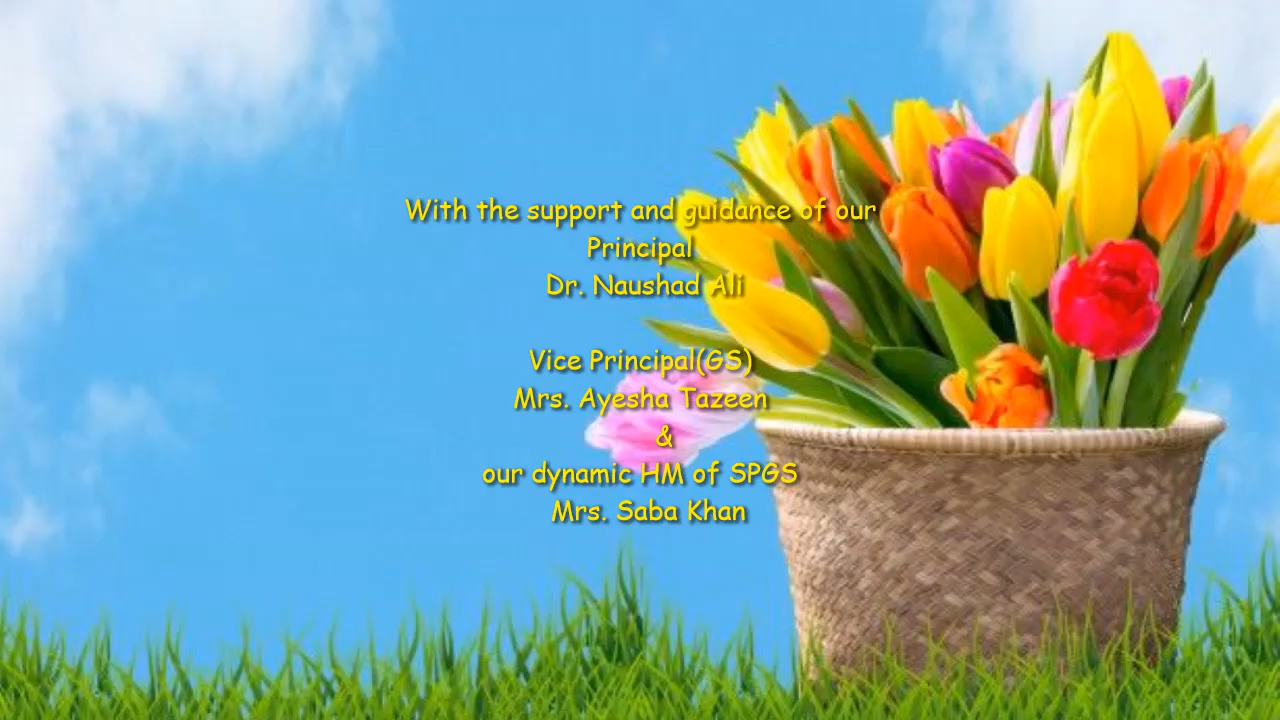 With the support and guidance of our
Principal
Dr. Naushad Ali
Vice Principal(GS)
Mrs. Ayesha Tazeen
&
our dynamic HM of SPGS
Mrs. Saba Khan